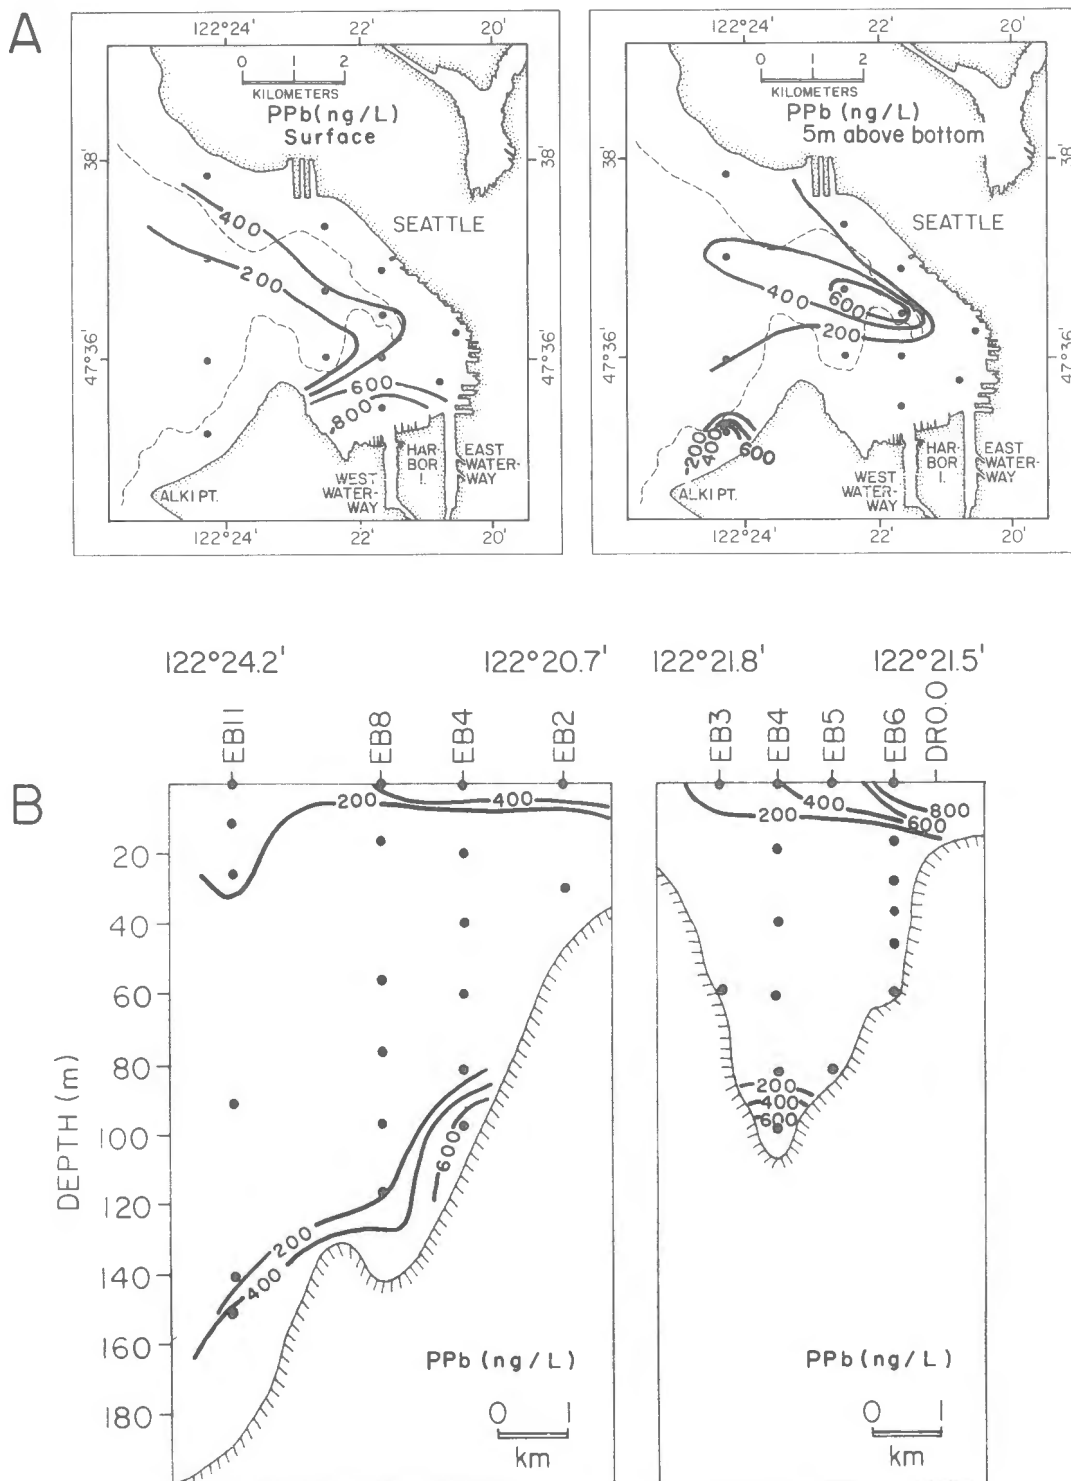 A
122°24'
22'
20'
0 1 2
KILOMETERS
PPb(ng/L)
Surface
38'
SEATTLE
400
200
47°36'
600
800
ALKI PT.
WEST
WATER-
WAY
HAR-
BOR
I.
EAST
WATER-
WAY
122°24'
22'
20'
122°24'
22'
20'
0 1 2
KILOMETERS
PPb (ng/L)
5m above bottom
38'
SEATTLE
400
600
200
47°36'
200
400
600
ALKI PT.
WEST
WATER-
WAY
HAR-
BOR
I.
EAST
WATER-
WAY
122°24'
22'
20'
B
122°24.2'
122°20.7'
EB11
EB8
EB4
EB2
200
400
DEPTH (m)
20
40
60
80
100
120
140
160
180
600
200
400
PPb (ng/L)
0 1
km
122°21.8'
122°21.5'
EB3
EB4
EB5
EB6
DR0.0
200
400
600
800
200
400
600
PPb (ng/L)
0 1
km